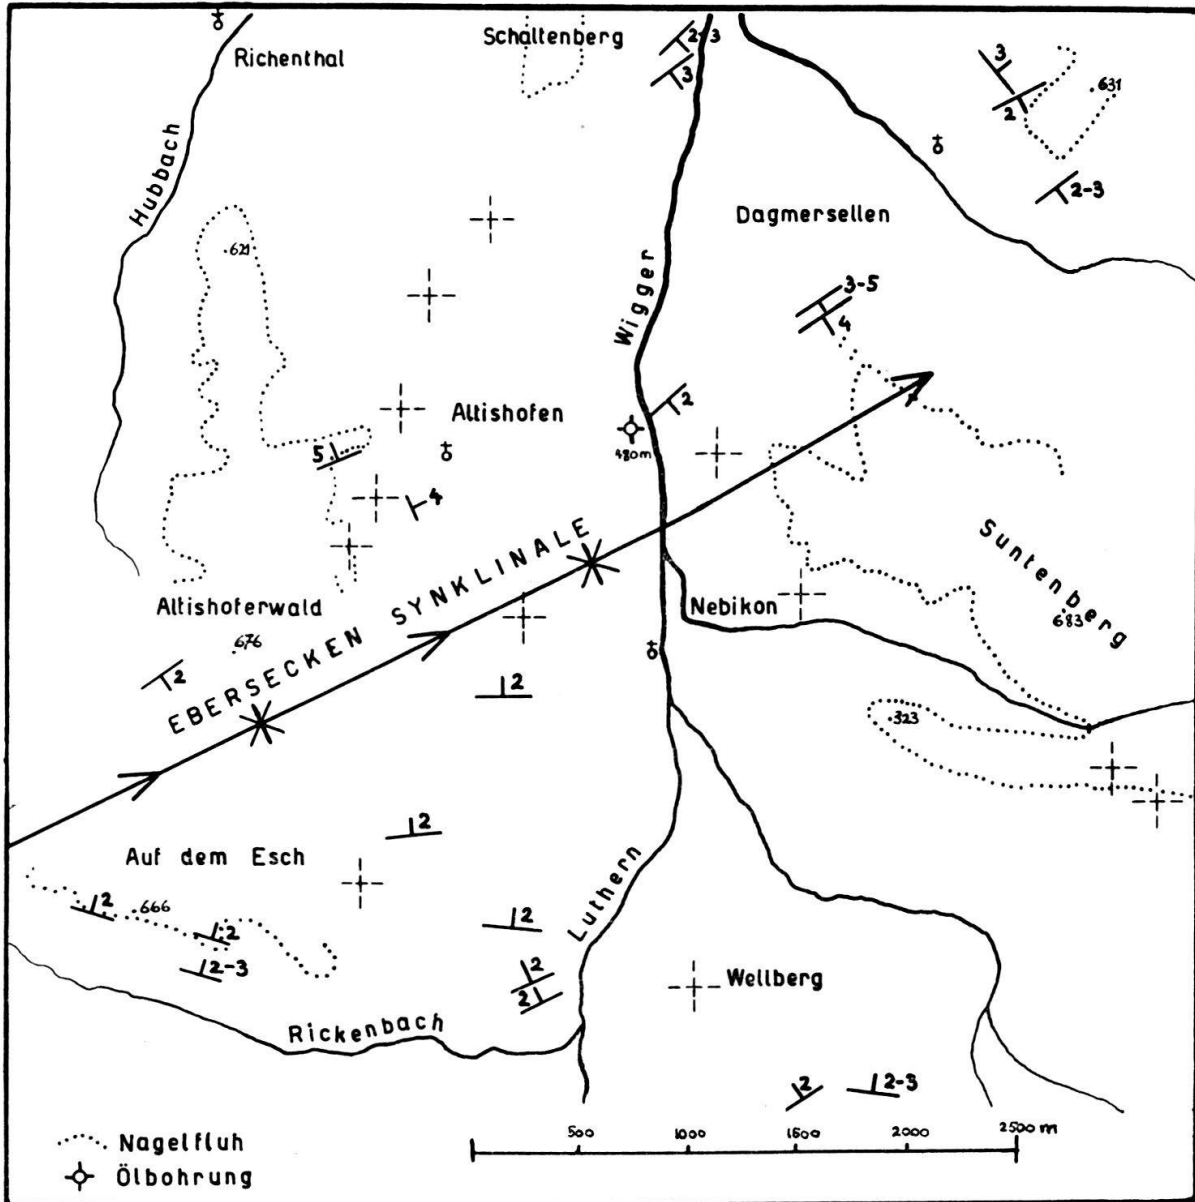 Richenthal
Schaltenberg
2-3
3
3
2
.631
2-3
Hubbach
Dagmersellen
.621
Wigger
3-5
4
2
Altishofen
480m
5
4
EBERSECKEN SYNKLINALE
Suntenberg
683
Altishoferwald
.676
Nebikon
2
2
.323
2
Auf dem Esch
2
.666
2
2-3
2
Luthern
2
2
Wellberg
Rickenbach
2
2-3
Nagelfluh
Ölbohrung
500 1000 1500 2000 2500 m